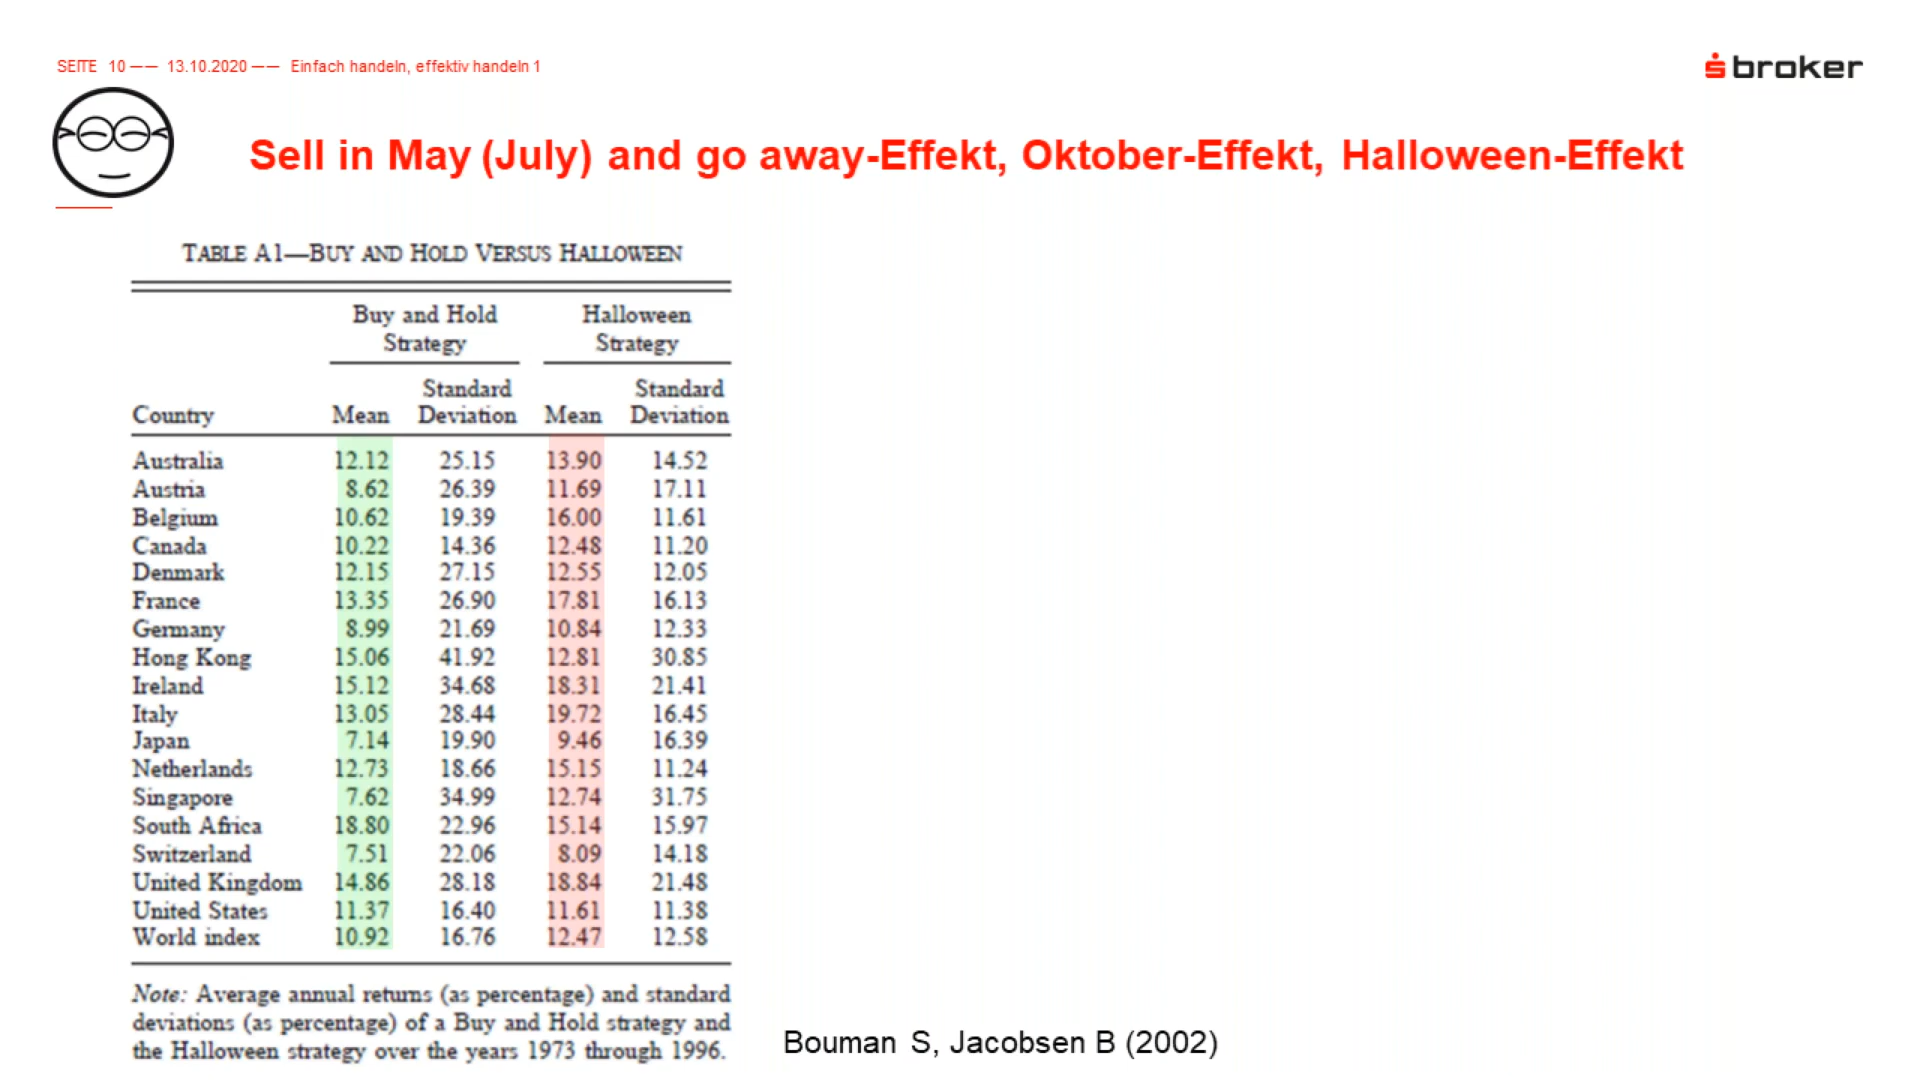 SEITE 10 —— 13.10.2020 —— Einfach handeln, effektiv handeln 1
broker
Sell in May (July) and go away-Effekt, Oktober-Effekt, Halloween-Effekt
TABLE A1—BUY AND HOLD VERSUS HALLOWEEN
Buy and Hold Strategy Halloween Strategy
Country Mean Standard Deviation Mean Standard Deviation
Australia 12.12 25.15 13.90 14.52
Austria 8.62 26.39 11.69 17.11
Belgium 10.62 19.39 16.00 11.61
Canada 10.22 14.36 12.48 11.20
Denmark 12.15 27.15 12.55 12.05
France 13.35 26.90 17.81 16.13
Germany 8.99 21.69 10.84 12.33
Hong Kong 15.06 41.92 12.81 30.85
Ireland 15.12 34.68 18.31 21.41
Italy 13.05 28.44 19.72 16.45
Japan 7.14 19.90 9.46 16.39
Netherlands 12.73 18.66 15.15 11.24
Singapore 7.62 34.99 12.74 31.75
South Africa 18.80 22.96 15.14 15.97
Switzerland 7.51 22.06 8.09 14.18
United Kingdom 14.86 28.18 18.84 21.48
United States 11.37 16.40 11.61 11.38
World index 10.92 16.76 12.47 12.58
Note: Average annual returns (as percentage) and standard
deviations (as percentage) of a Buy and Hold strategy and
the Halloween strategy over the years 1973 through 1996.
Bouman S, Jacobsen B (2002)